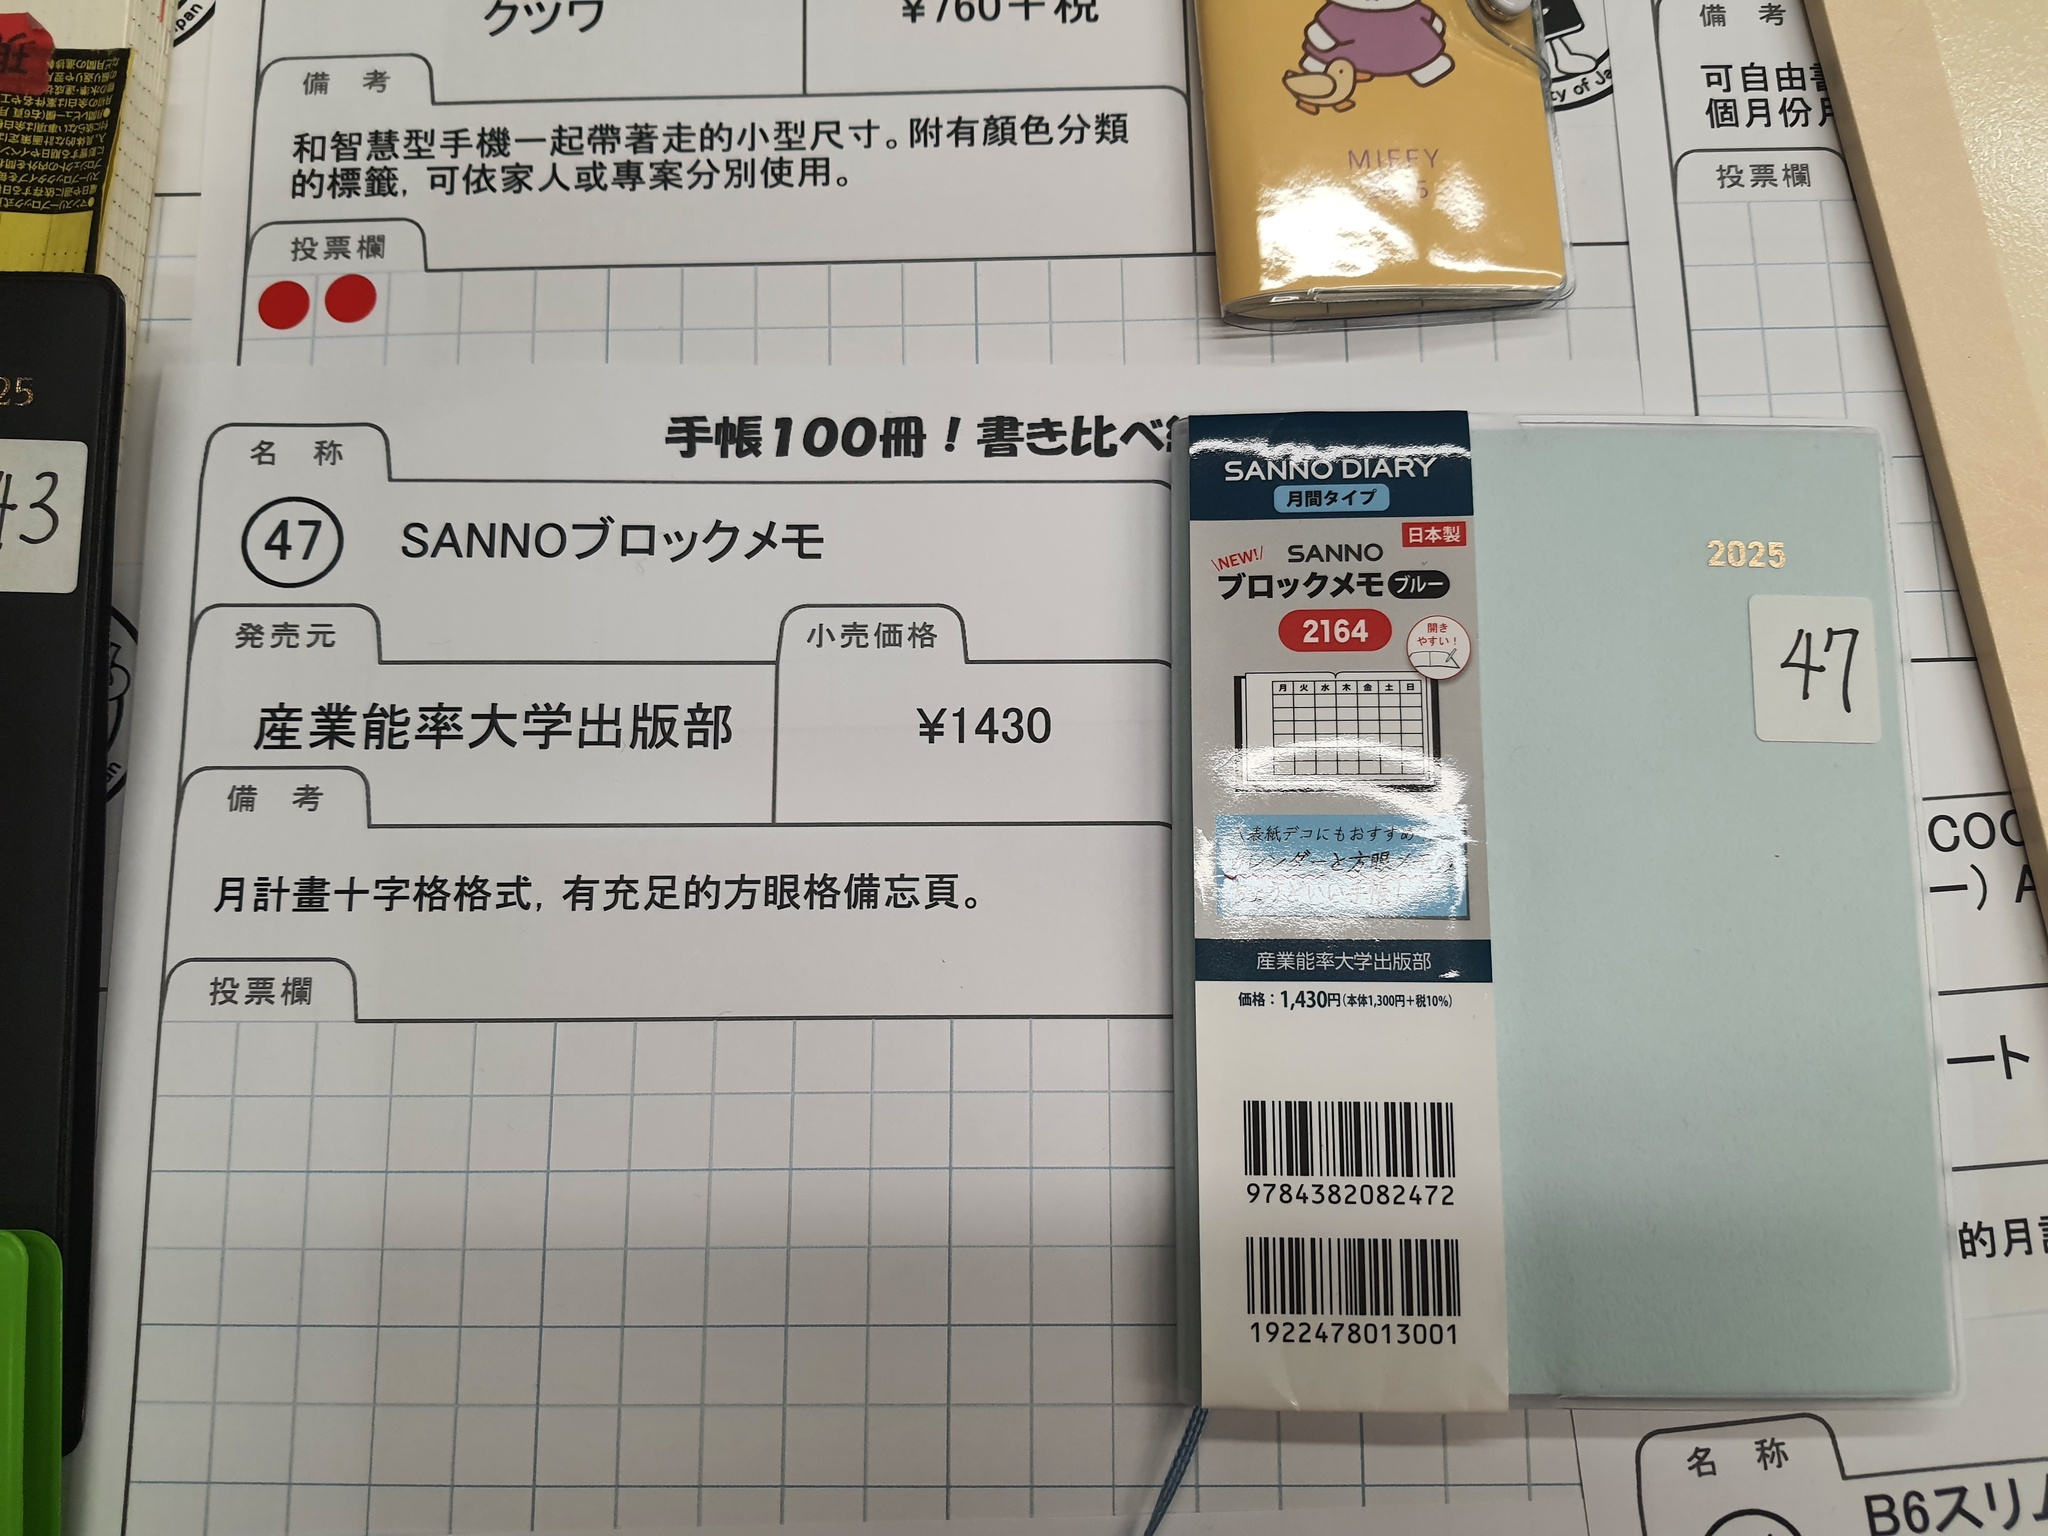 クツワ
¥760+税
備考
和智慧型手機一起帶著走的小型尺寸。附有顏色分類
的標籤，可依家人或專案分別使用。
投票欄
MIFFY
備考
可自由
個月份月
投票欄
25
43
手帳100冊！書き比べ
名称
47 SANNOブロックメモ
発売元
産業能率大学出版部
小売価格
¥1430
備考
月計畫十字格格式，有充足的方眼格備忘頁。
投票欄
SANNO DIARY
月間タイプ
日本製
NEW!
SANNO
ブロックメモ ブルー
2164
開き
やすい！
月 火 水 木 金 土 日
表紙デコにもおすすめ
産業能率大学出版部
価格：1,430円（本体1,300円+税10%）
9784382082472
1922478013001
2025
47
ー）A
ート
的月計
名称
B6スリム